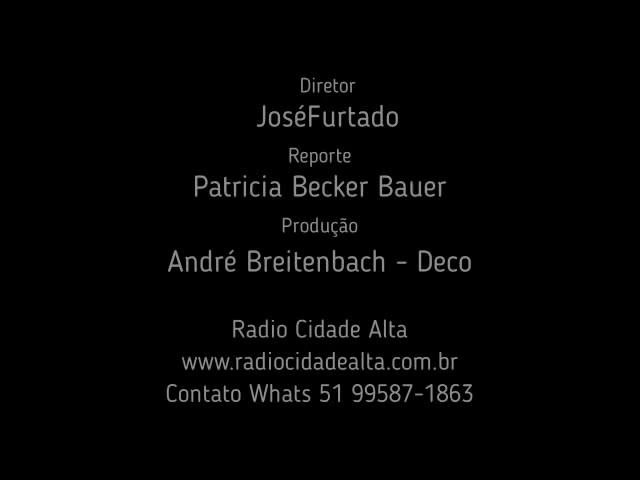 Diretor
JoséFurtado
Reporte
Patricia Becker Bauer
Produção
André Breitenbach - Deco
Radio Cidade Alta
www.radiocidadealta.com.br
Contato Whats 51 99587-1863